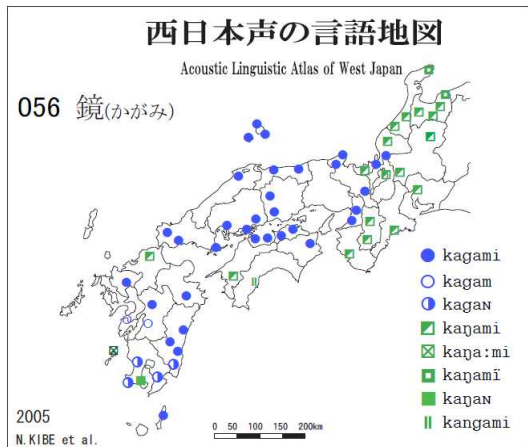 西日本声の言語地図
Acoustic Linguistic Atlas of West Japan
056 鏡(かがみ)
kagami
kagam
kagaɴ
kaŋami
kaŋa:mi
kaŋamĩ
kaŋaɴ
kangami
2005
N.KIBE et al.
0 50 100 150 200km